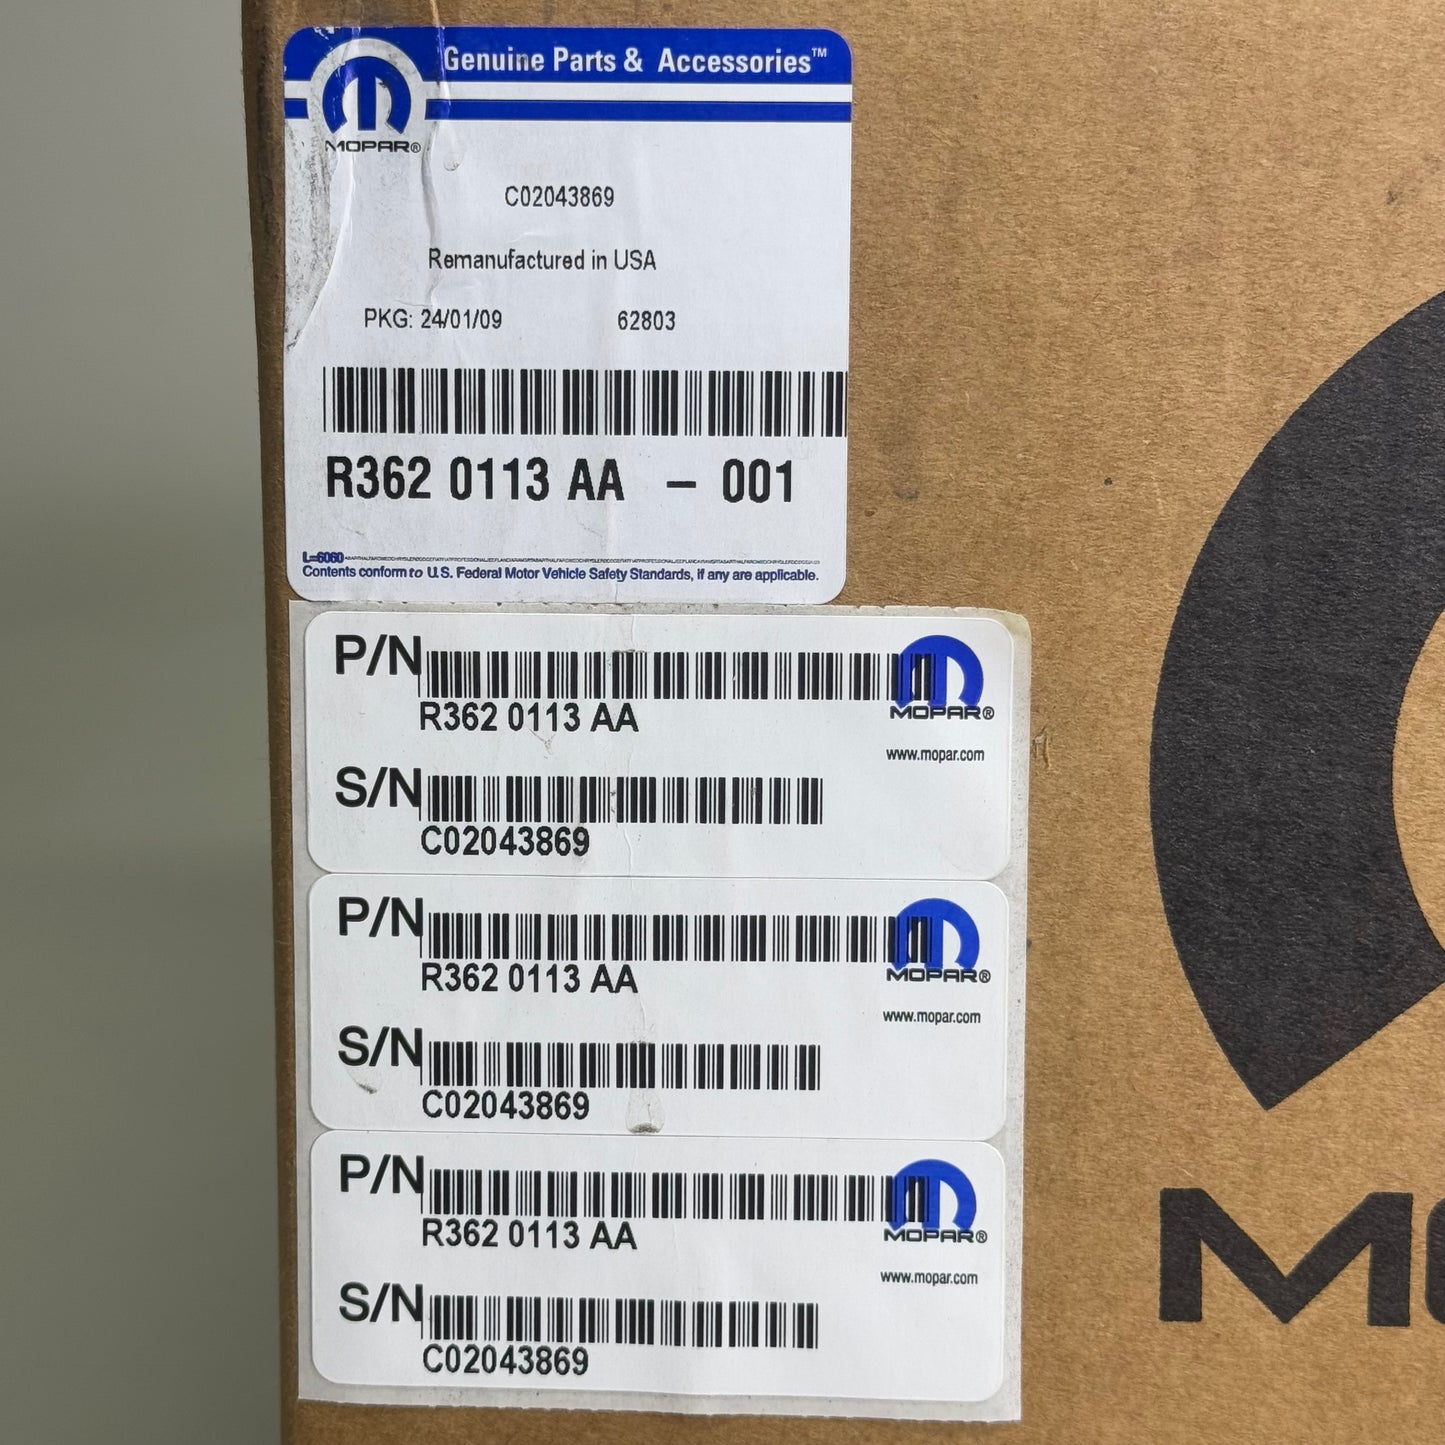 Genuine Parts & Accessories™
MOPAR®
C02043869
Remanufactured in USA
PKG: 24/01/09 62803
R362 0113 AA – 001
L=6060
Contents conform to U.S. Federal Motor Vehicle Safety Standards, if any are applicable.
P/N
R362 0113 AA
MOPAR®
www.mopar.com
S/N
C02043869
P/N
R362 0113 AA
MOPAR®
www.mopar.com
S/N
C02043869
P/N
R362 0113 AA
MOPAR®
www.mopar.com
S/N
C02043869